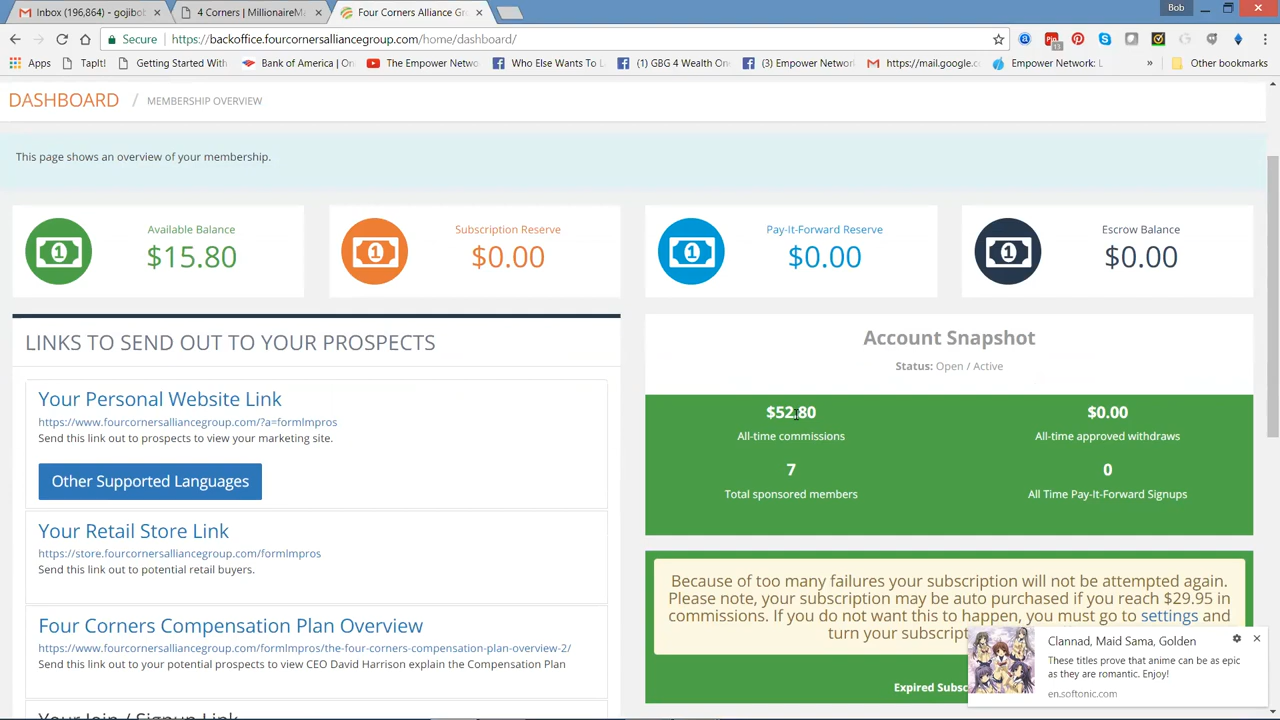 Inbox (196,864) - gojibob
4 Corners | MillionaireMa
Four Corners Alliance Gr
Bob
Secure
https://backoffice.fourcornersalliancegroup.com/home/dashboard/
13
Apps
TapIt!
Getting Started With
Bank of America | O
The Empower Networ
Who Else Wants To L
(1) GBG 4 Wealth One
(3) Empower Network
https://mail.google.c
Empower Network: L
»
Other bookmarks
DASHBOARD / MEMBERSHIP OVERVIEW
This page shows an overview of your membership.
Available Balance
$15.80
Subscription Reserve
$0.00
Pay-It-Forward Reserve
$0.00
Escrow Balance
$0.00
LINKS TO SEND OUT TO YOUR PROSPECTS
Your Personal Website Link
https://www.fourcornersalliancegroup.com/?a=formlmpros
Send this link out to prospects to view your marketing site.
Other Supported Languages
Your Retail Store Link
https://store.fourcornersalliancegroup.com/formlmpros
Send this link out to potential retail buyers.
Four Corners Compensation Plan Overview
https://www.fourcornersalliancegroup.com/formlmpros/the-four-corners-compensation-plan-overview-2/
Send this link out to your potential prospects to view CEO David Harrison explain the Compensation Plan
Your Join / Signup Link
Account Snapshot
Status: Open / Active
$52.80
All-time commissions
$0.00
All-time approved withdraws
7
Total sponsored members
0
All Time Pay-It-Forward Signups
Because of too many failures your subscription will not be attempted again.
Please note, your subscription may be auto purchased if you reach $29.95 in
commissions. If you do not want this to happen, you must go to settings and
turn your subscript
Expired Subsc
Clannad, Maid Sama, Golden
These titles prove that anime can be as epic
as they are romantic. Enjoy!
en.softonic.com